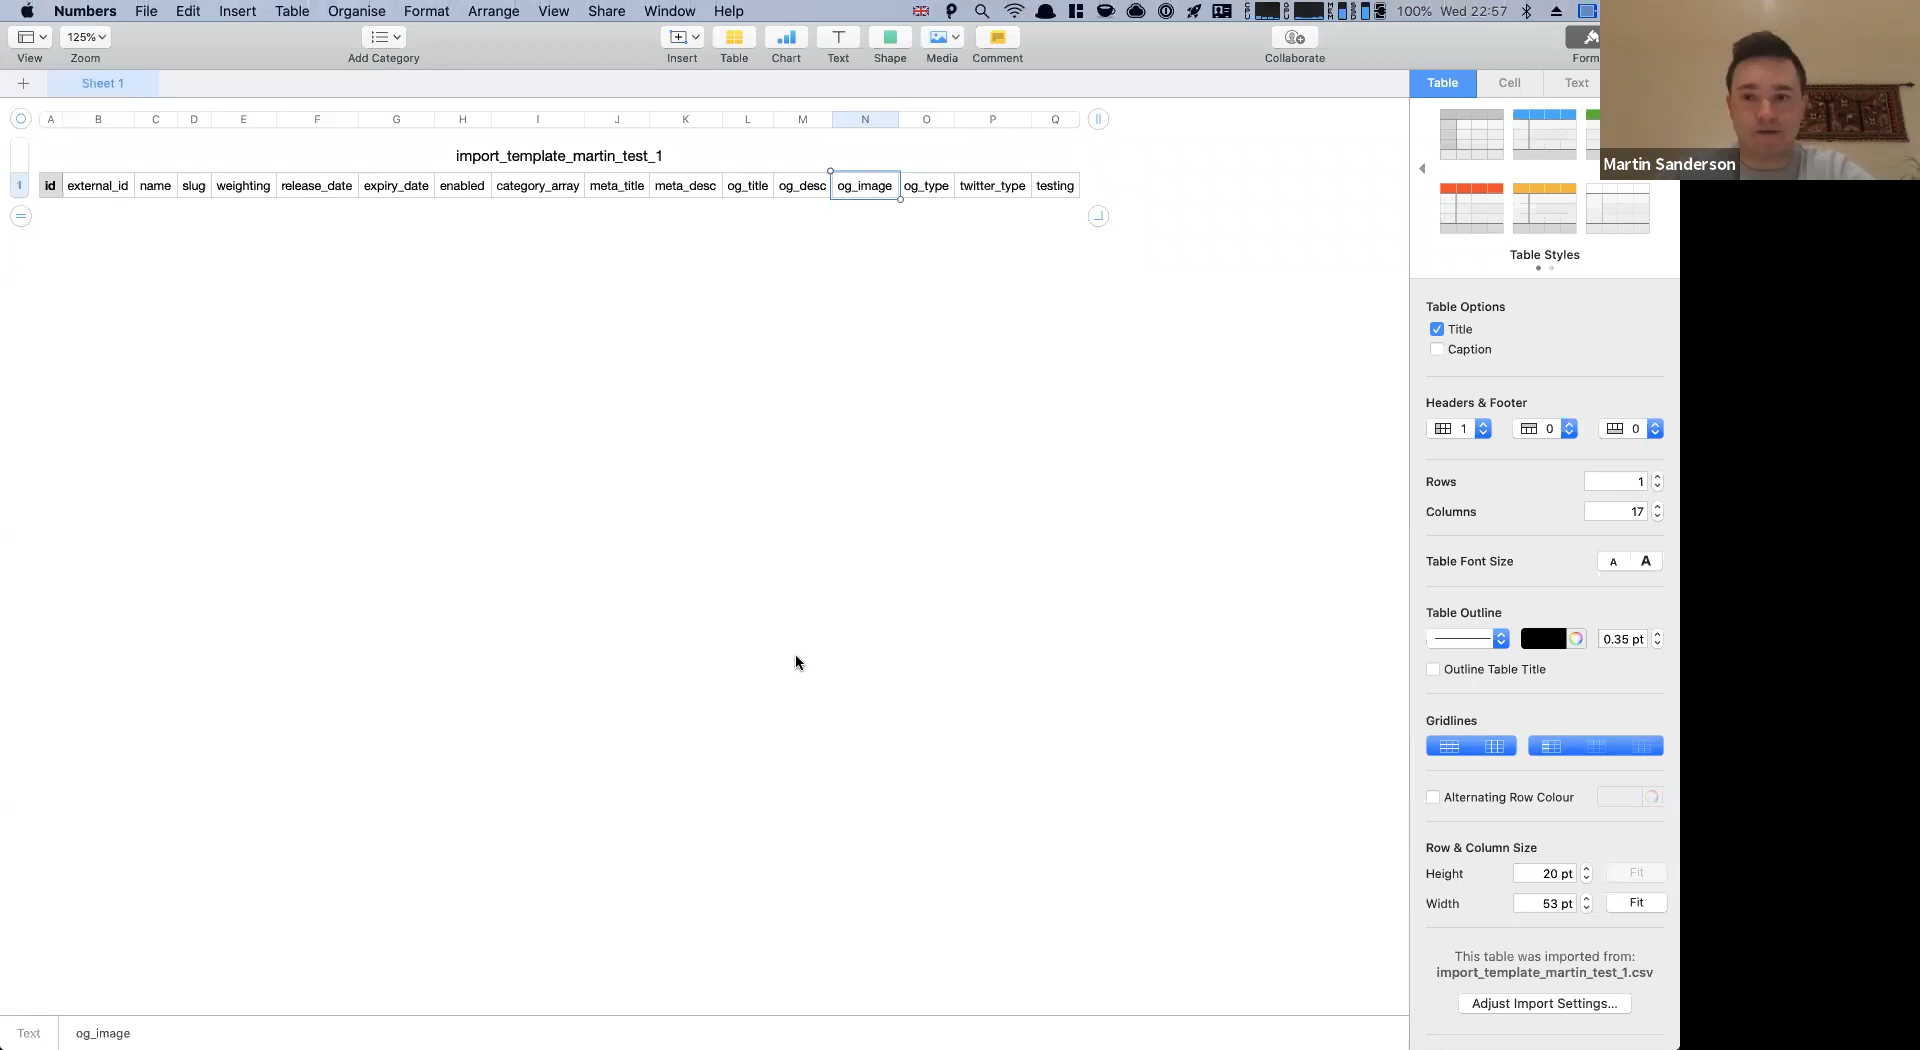 Numbers File Edit Insert Table Organise Format Arrange View Share Window Help 100% Wed 22:57
125%
View Zoom Add Category Insert Table Chart Text Shape Media Comment Collaborate Form
Sheet 1
Table Cell Text
Martin Sanderson
A B C D E F G H I J K L M N O P Q
import_template_martin_test_1
1 id external_id name slug weighting release_date expiry_date enabled category_array meta_title meta_desc og_title og_desc og_image og_type twitter_type testing
Table Styles
Table Options
Title
Caption
Headers & Footer
1 0 0
Rows 1
Columns 17
Table Font Size A A
Table Outline
0.35 pt
Outline Table Title
Gridlines
Alternating Row Colour
Row & Column Size
Height 20 pt Fit
Width 53 pt Fit
This table was imported from:
import_template_martin_test_1.csv
Adjust Import Settings...
Text og_image